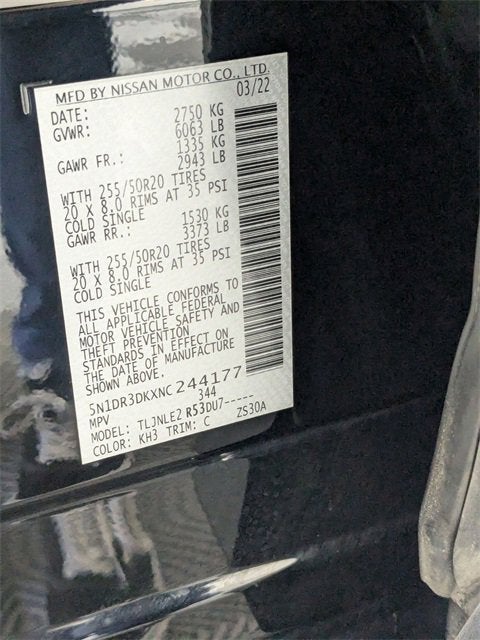 MFD BY NISSAN MOTOR CO., LTD.
DATE: 03/22
GVWR: 2750 KG
6063 LB
GAWR FR.: 1335 KG
2943 LB
WITH 255/50R20 TIRES
20 X 8.0 RIMS AT 35 PSI
COLD SINGLE
GAWR RR.: 1530 KG
3373 LB
WITH 255/50R20 TIRES
20 X 8.0 RIMS AT 35 PSI
COLD SINGLE
THIS VEHICLE CONFORMS TO
ALL APPLICABLE FEDERAL
MOTOR VEHICLE SAFETY AND
THEFT PREVENTION
STANDARDS IN EFFECT ON
THE DATE OF MANUFACTURE
SHOWN ABOVE.
5N1DR3DKXNC244177
MPV 344
MODEL: TLJNLE2 R53DU7-----
COLOR: KH3 TRIM: C ZS30A